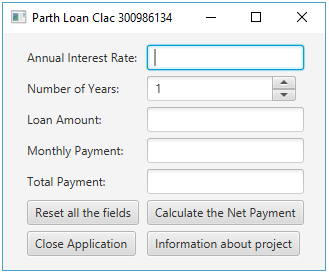 Parth Loan Clac 300986134
Annual Interest Rate:
Number of Years: 1
Loan Amount:
Monthly Payment:
Total Payment:
Reset all the fields Calculate the Net Payment
Close Application Information about project